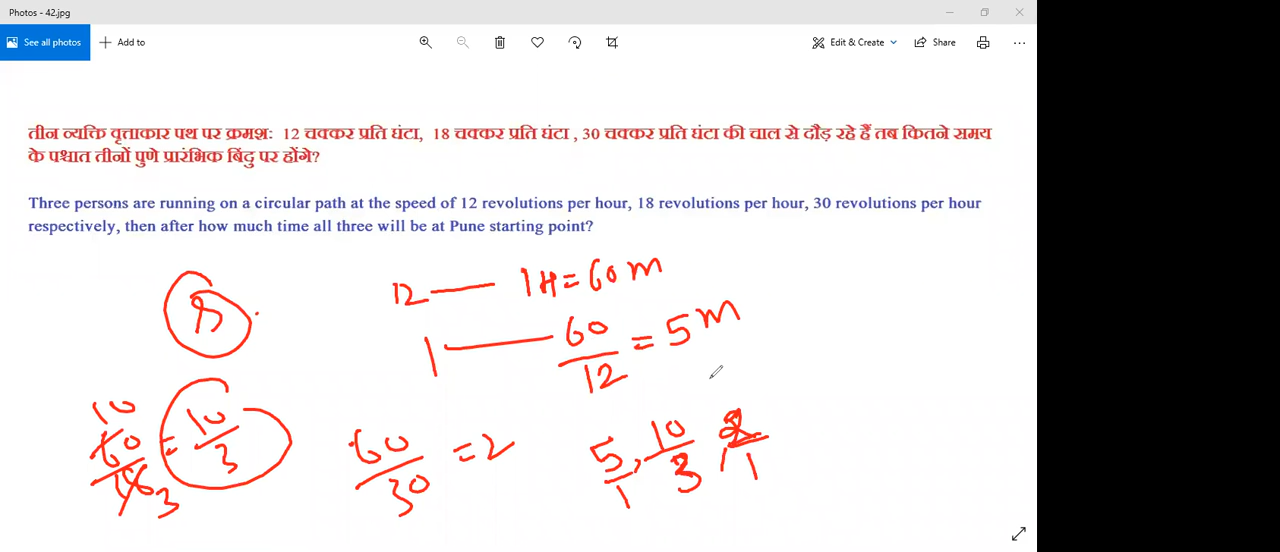 Photos - 42.jpg
See all photos
Add to
Edit & Create
Share
तीन व्यक्ति वृत्ताकार पथ पर क्रमशः 12 चक्कर प्रति घंटा, 18 चक्कर प्रति घंटा , 30 चक्कर प्रति घंटा की चाल से दौड़ रहे हैं तब कितने समय
के पश्चात तीनों पुणे प्रारंभिक बिंदु पर होंगे?
Three persons are running on a circular path at the speed of 12 revolutions per hour, 18 revolutions per hour, 30 revolutions per hour
respectively, then after how much time all three will be at Pune starting point?
12 — 1H = 60 m
1 — 60/12 = 5 m
10
60/ 3 = 10/3
60/30 = 2
5/1, 10/3 2/1